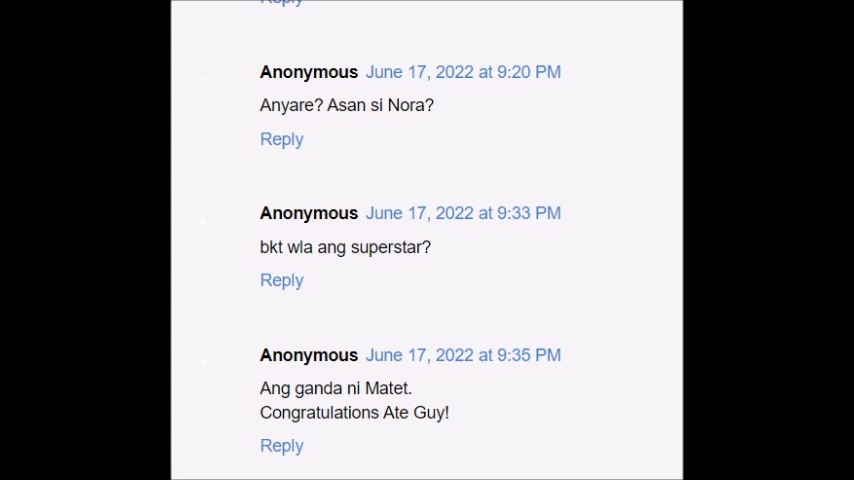 Reply
Anonymous June 17, 2022 at 9:20 PM
Anyare? Asan si Nora?
Reply
Anonymous June 17, 2022 at 9:33 PM
bkt wla ang superstar?
Reply
Anonymous June 17, 2022 at 9:35 PM
Ang ganda ni Matet.
Congratulations Ate Guy!
Reply